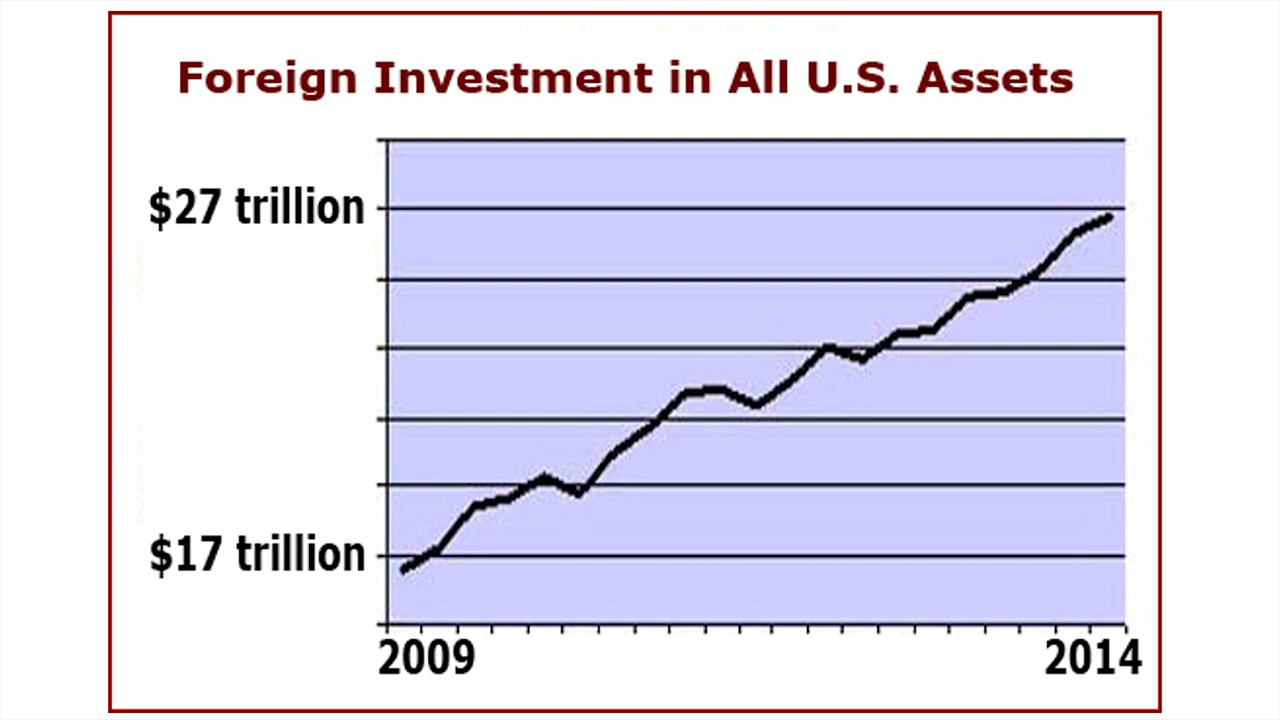 Foreign Investment in All U.S. Assets
$27 trillion
$17 trillion
2009
2014